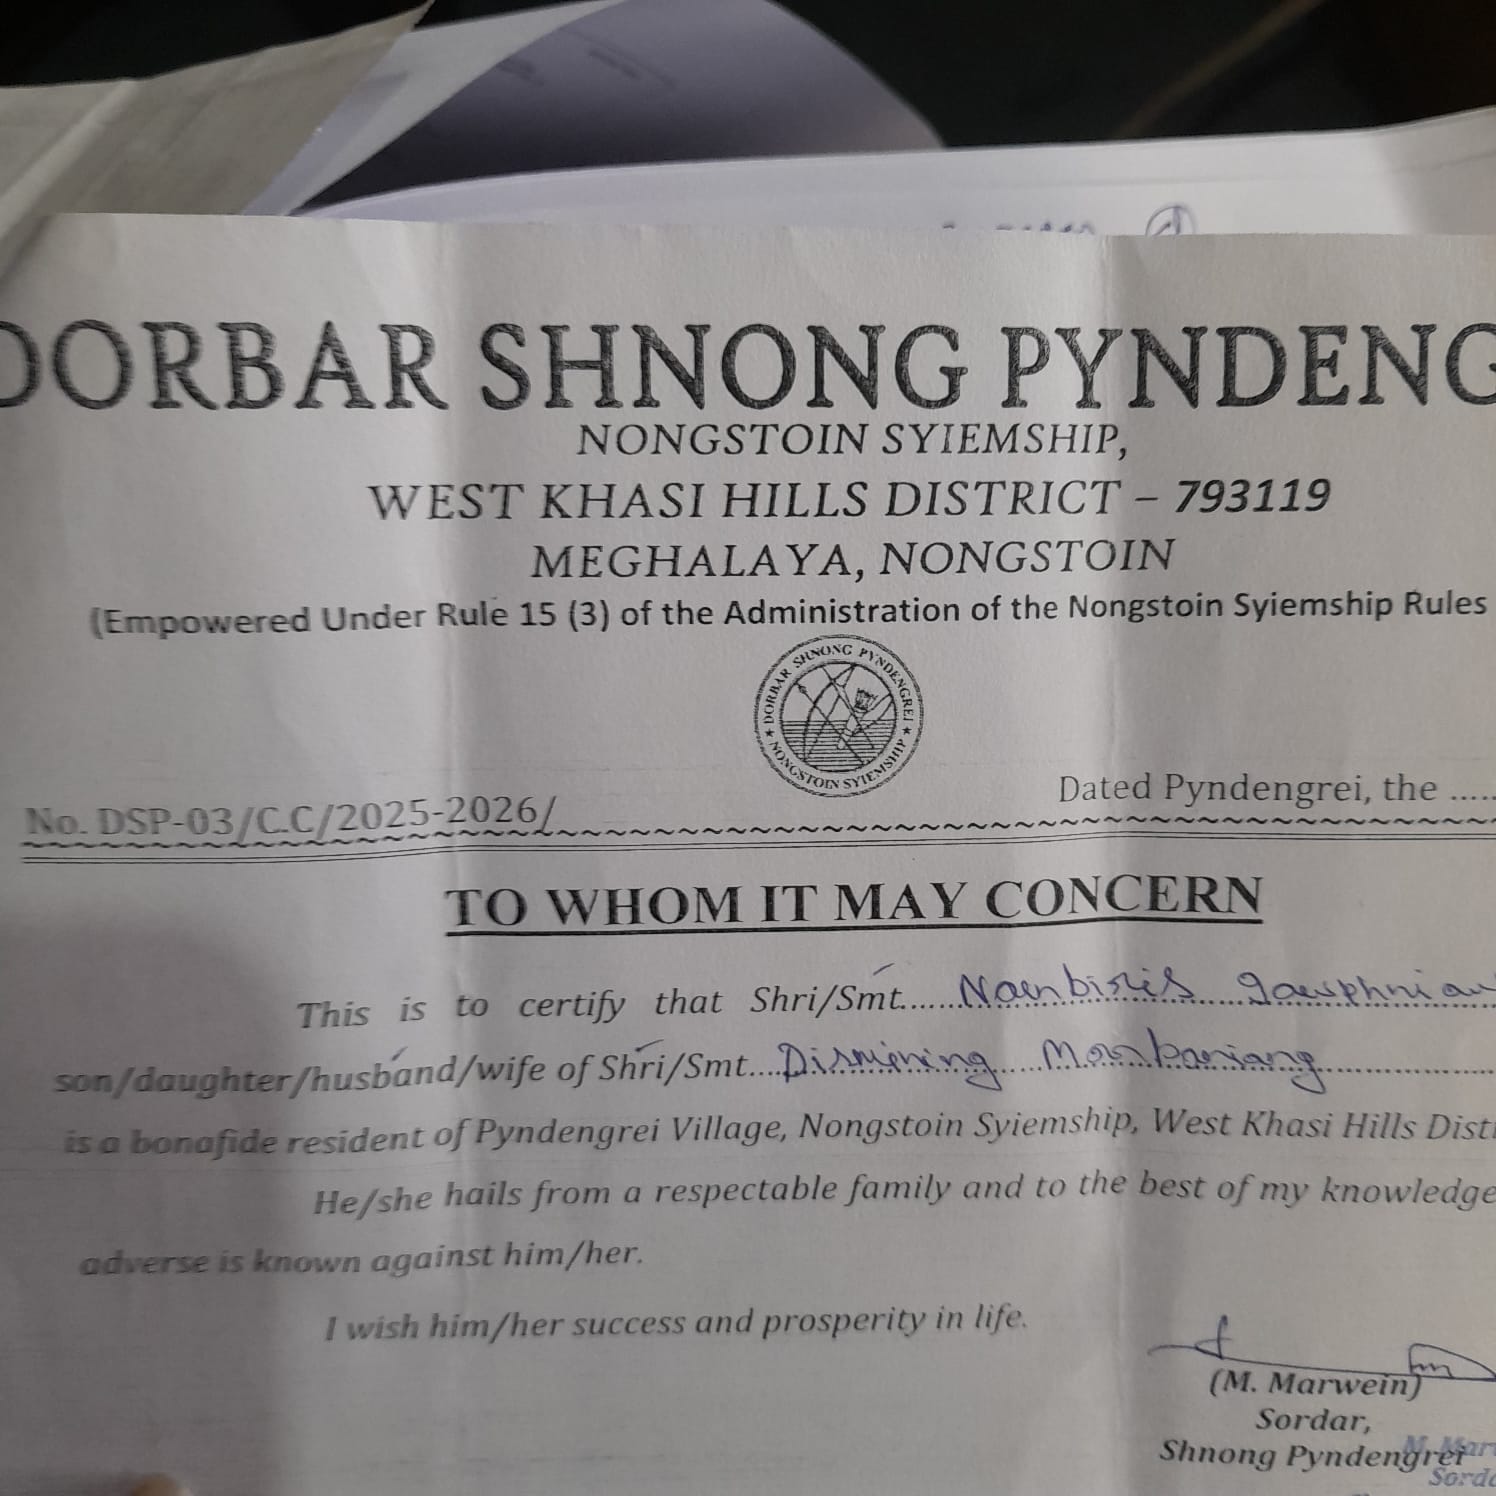 DORBAR SHNONG PYNDENG
NONGSTOIN SYIEMSHIP,
WEST KHASI HILLS DISTRICT – 793119
MEGHALAYA, NONGSTOIN
(Empowered Under Rule 15 (3) of the Administration of the Nongstoin Syiemship Rules
DORBAR SHNONG PYNDENGREI
NONGSTOIN SYIEMSHIP
No. DSP-03/C.C/2025-2026/
Dated Pyndengrei, the .....
TO WHOM IT MAY CONCERN
This is to certify that Shri/Smt......
son/daughter/husband/wife of Shri/Smt....
is a bonafide resident of Pyndengrei Village, Nongstoin Syiemship, West Khasi Hills Dist
He/she hails from a respectable family and to the best of my knowledge
adverse is known against him/her.
I wish him/her success and prosperity in life.
(M. Marwein)
Sordar,
Shnong Pyndengrei
M. Mar
Sord